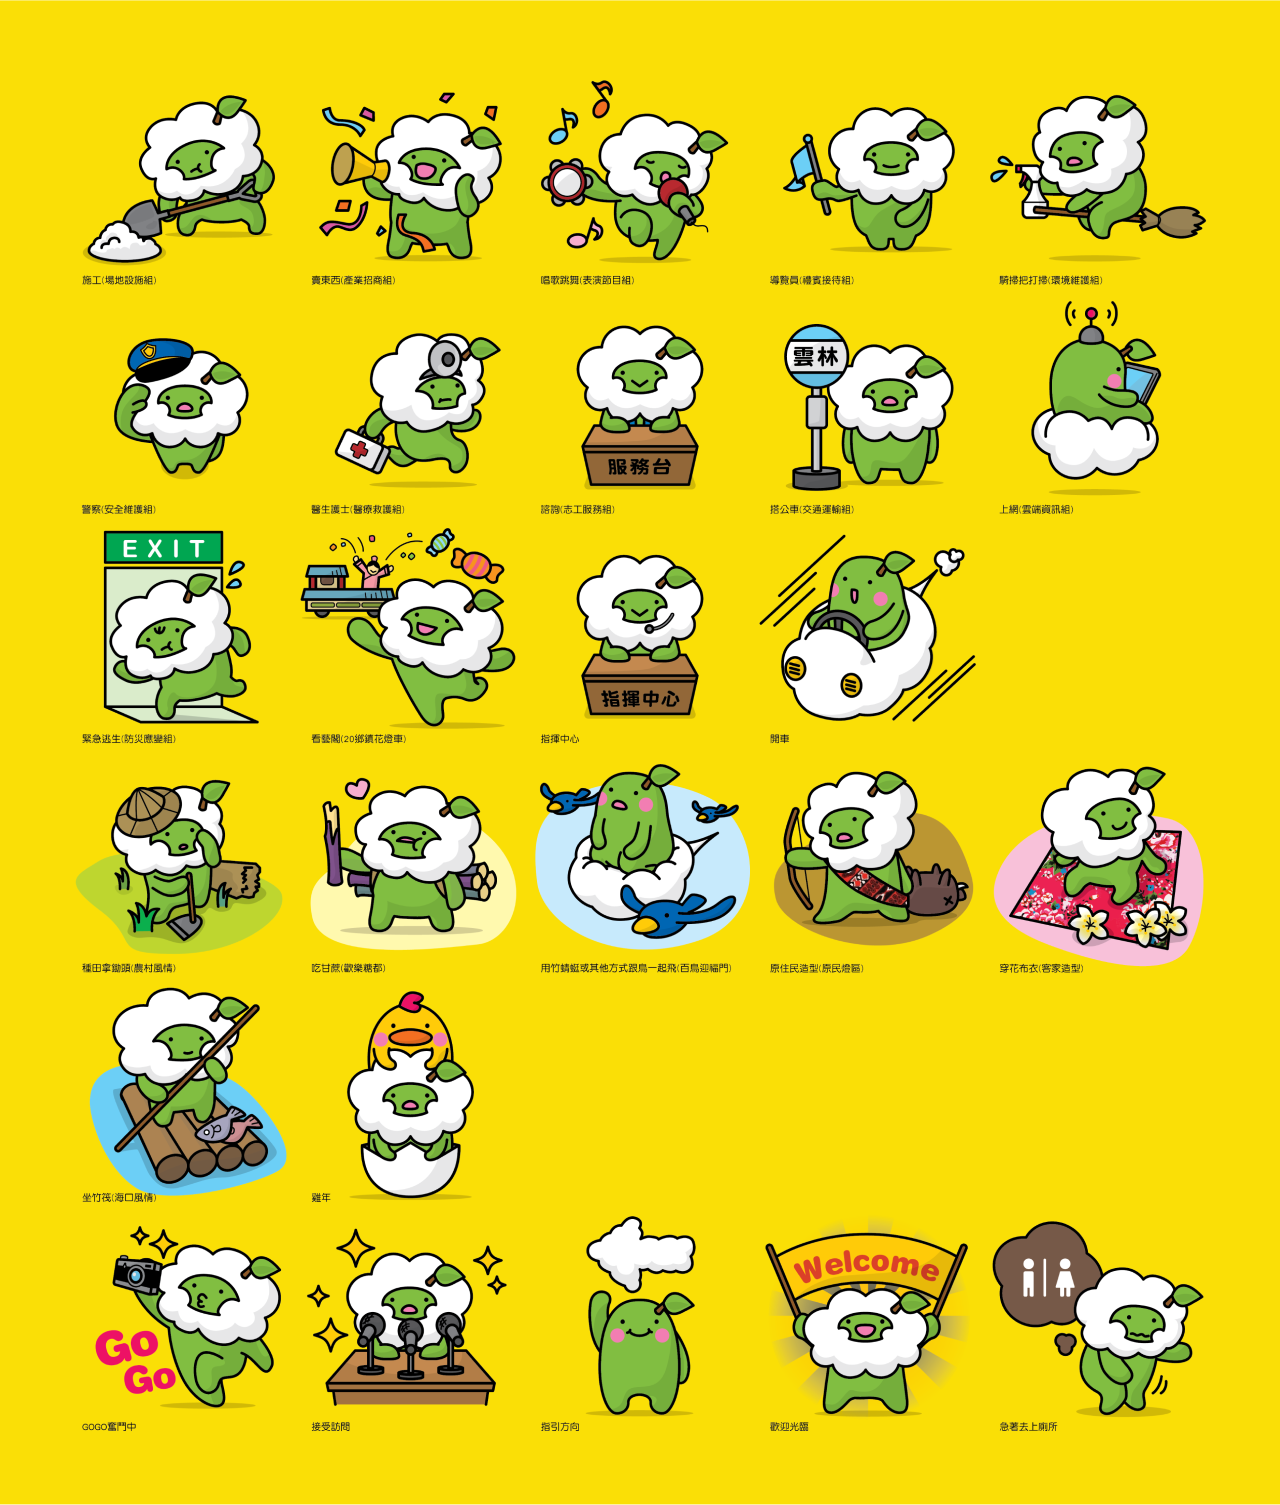 施工(場地設施組)
賣東西(產業招商組)
唱歌跳舞(表演節目組)
導覽員(禮賓接待組)
騎掃把打掃(環境維護組)
雲林
服務台
警察(安全維護組)
醫生護士(醫療救護組)
諮詢(志工服務組)
搭公車(交通運輸組)
上網(雲端資訊組)
EXIT
指揮中心
緊急逃生(防災應變組)
看藝閣(20鄉鎮花燈車)
指揮中心
開車
種田拿鋤頭(農村風情)
吃甘蔗(歡樂糖都)
用竹蜻蜓或其他方式跟鳥一起飛(百鳥迎福門)
原住民造型(原民燈區)
穿花布衣(客家造型)
坐竹筏(海口風情)
雞年
Welcome
Go
Go
GOGO奮鬥中
接受訪問
指引方向
歡迎光臨
急著去上廁所